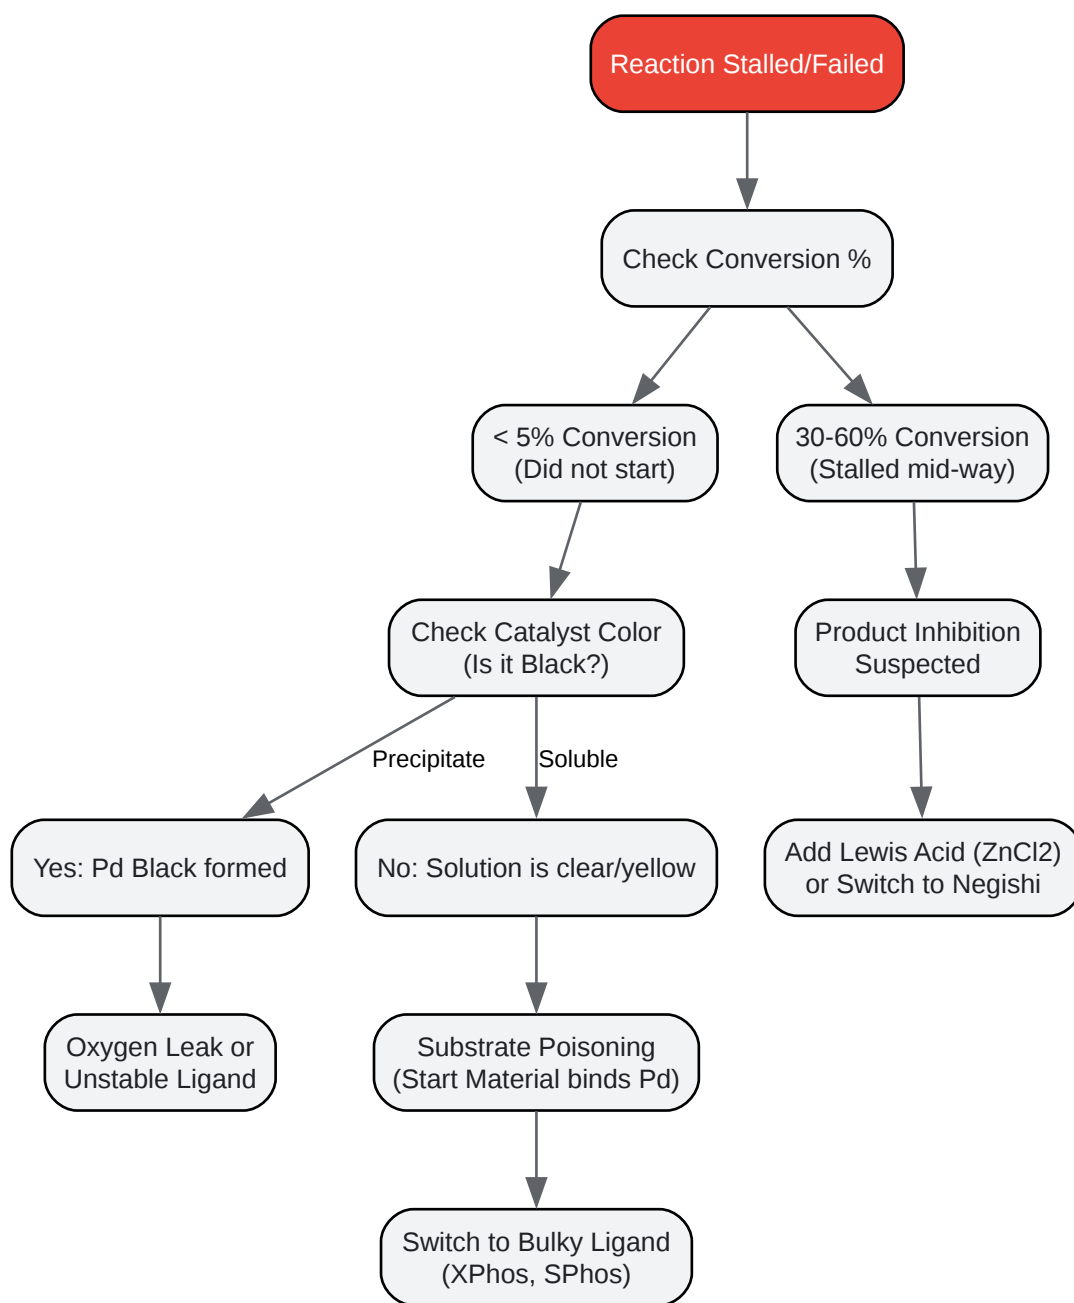 Reaction Stalled/Failed
Check Conversion %
< 5% Conversion
(Did not start)
30-60% Conversion
(Stalled mid-way)
Check Catalyst Color
(Is it Black?)
Product Inhibition
Suspected
Precipitate
Soluble
Yes: Pd Black formed
No: Solution is clear/yellow
Add Lewis Acid (ZnCl2)
or Switch to Negishi
Oxygen Leak or
Unstable Ligand
Substrate Poisoning
(Start Material binds Pd)
Switch to Bulky Ligand
(XPhos, SPhos)